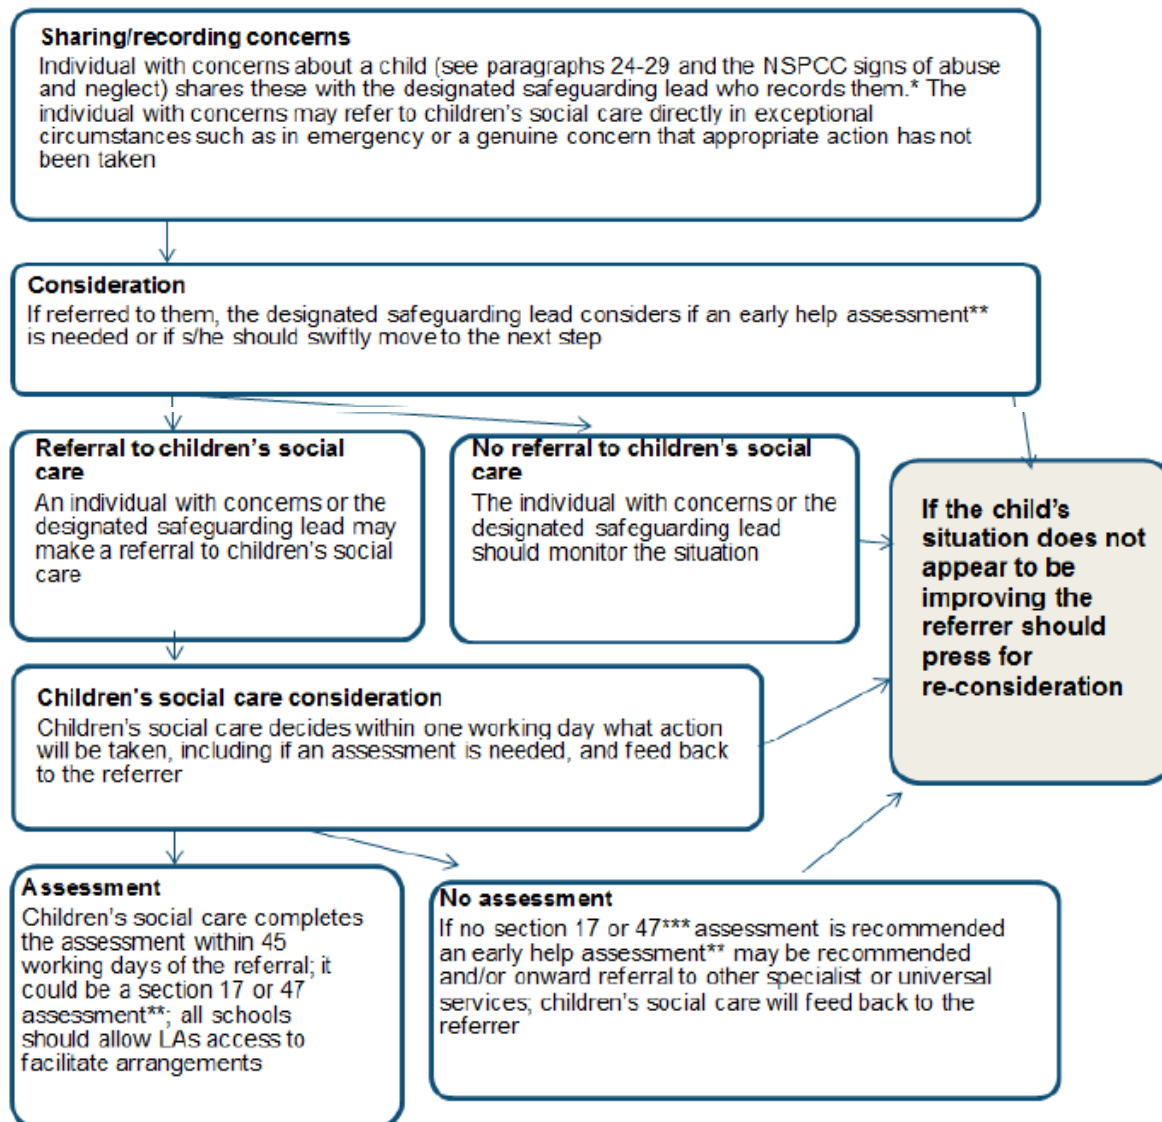 Sharing/recording concerns
Individual with concerns about a child (see paragraphs 24-29 and the NSPCC signs of abuse
and neglect) shares these with the designated safeguarding lead who records them.* The
individual with concerns may refer to children's social care directly in exceptional
circumstances such as in emergency or a genuine concern that appropriate action has not
been taken
Consideration
If referred to them, the designated safeguarding lead considers if an early help assessment**
is needed or if s/he should swiftly move to the next step
Referral to children's social
care
An individual with concerns or the
designated safeguarding lead may
make a referral to children's social
care
No referral to children's social
care
The individual with concerns or the
designated safeguarding lead
should monitor the situation
If the child's
situation does not
appear to be
improving the
referrer should
press for
re-consideration
Children's social care consideration
Children's social care decides within one working day what action
will be taken, including if an assessment is needed, and feed back
to the referrer
Assessment
Children's social care completes
the assessment within 45
working days of the referral; it
could be a section 17 or 47
assessment**; all schools
should allow LAs access to
facilitate arrangements
No assessment
If no section 17 or 47*** assessment is recommended
an early help assessment** may be recommended
and/or onward referral to other specialist or universal
services; children's social care will feed back to the
referrer